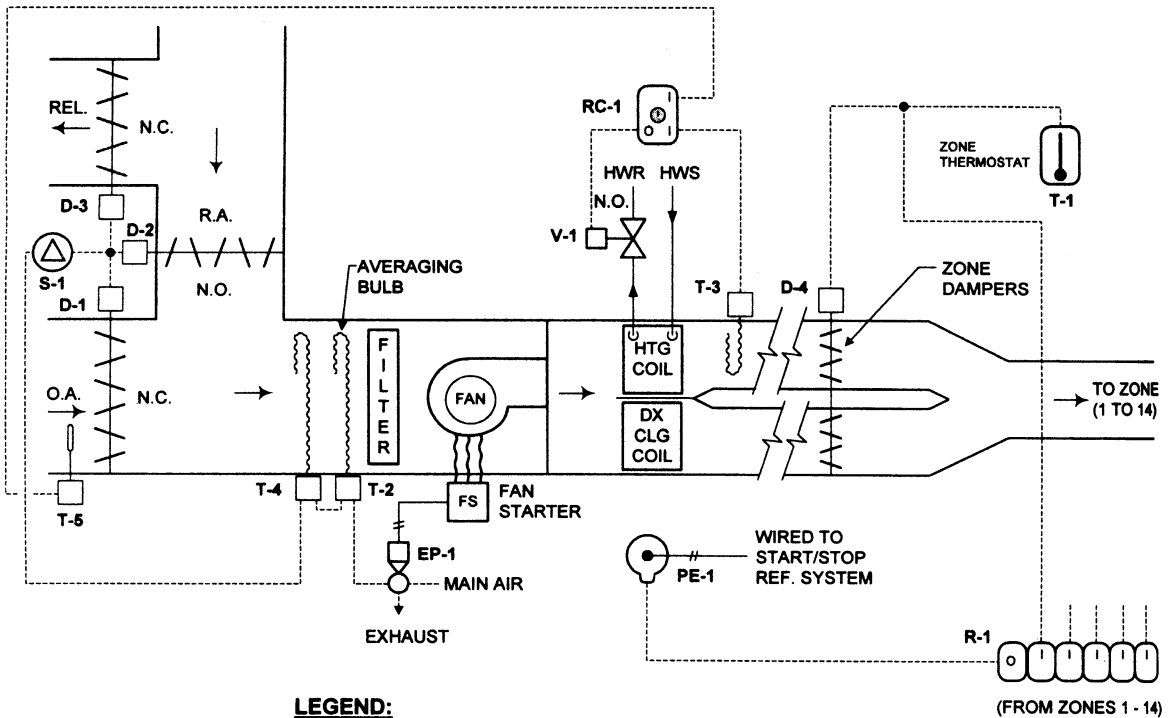 REL.
N.C.
RC-1
O
I
I
ZONE
THERMOSTAT
T-1
HWR
HWS
N.O.
V-1
D-3
D-2
R.A.
S-1
N.O.
D-1
AVERAGING
BULB
T-3
D-4
ZONE
DAMPERS
FILTER
HTG
COIL
O.A.
N.C.
FAN
DX
CLG
COIL
TO ZONE
(1 TO 14)
T-5
T-4
T-2
FS
FAN
STARTER
EP-1
MAIN AIR
EXHAUST
PE-1
WIRED TO
START/STOP
REF. SYSTEM
R-1
O
I
I
I
I
I
(FROM ZONES 1 - 14)
LEGEND: